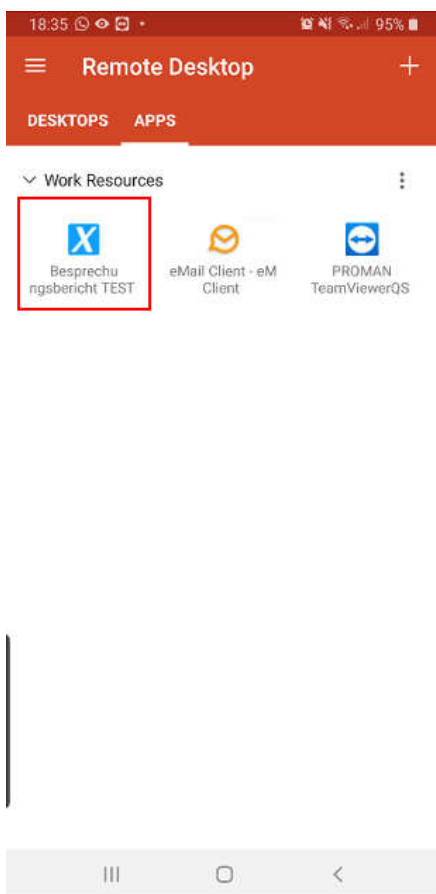 18:35 95%
Remote Desktop
DESKTOPS APPS
Work Resources
Besprechu
ngsbericht TEST
eMail Client - eM
Client
PROMAN
TeamViewerQS